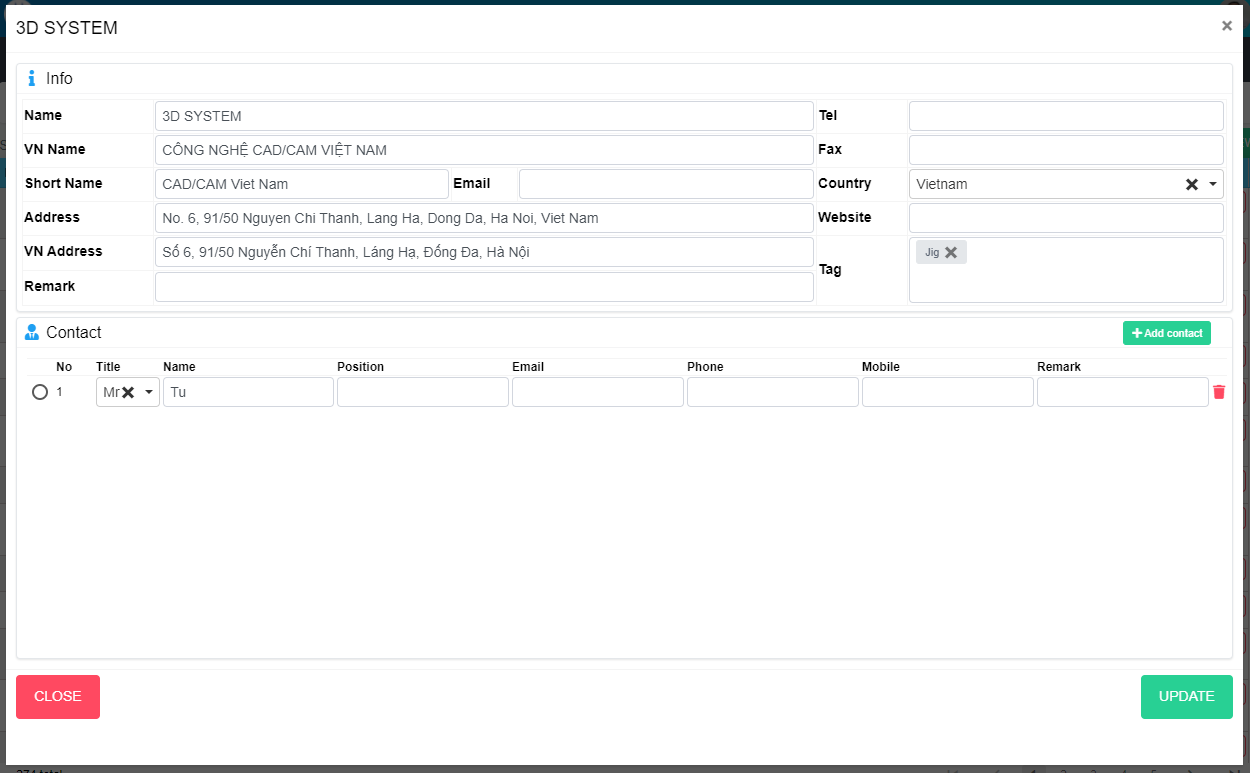 3D SYSTEM
Info
Name 3D SYSTEM Tel
VN Name CÔNG NGHỆ CAD/CAM VIỆT NAM Fax
Short Name CAD/CAM Viet Nam Email Country Vietnam
Address No. 6, 91/50 Nguyen Chi Thanh, Lang Ha, Dong Da, Ha Noi, Viet Nam Website
VN Address Số 6, 91/50 Nguyễn Chí Thanh, Láng Hạ, Đống Đa, Hà Nội
Tag Jig
Remark
Contact Add contact
No Title Name Position Email Phone Mobile Remark
1 Mr Tu
CLOSE UPDATE